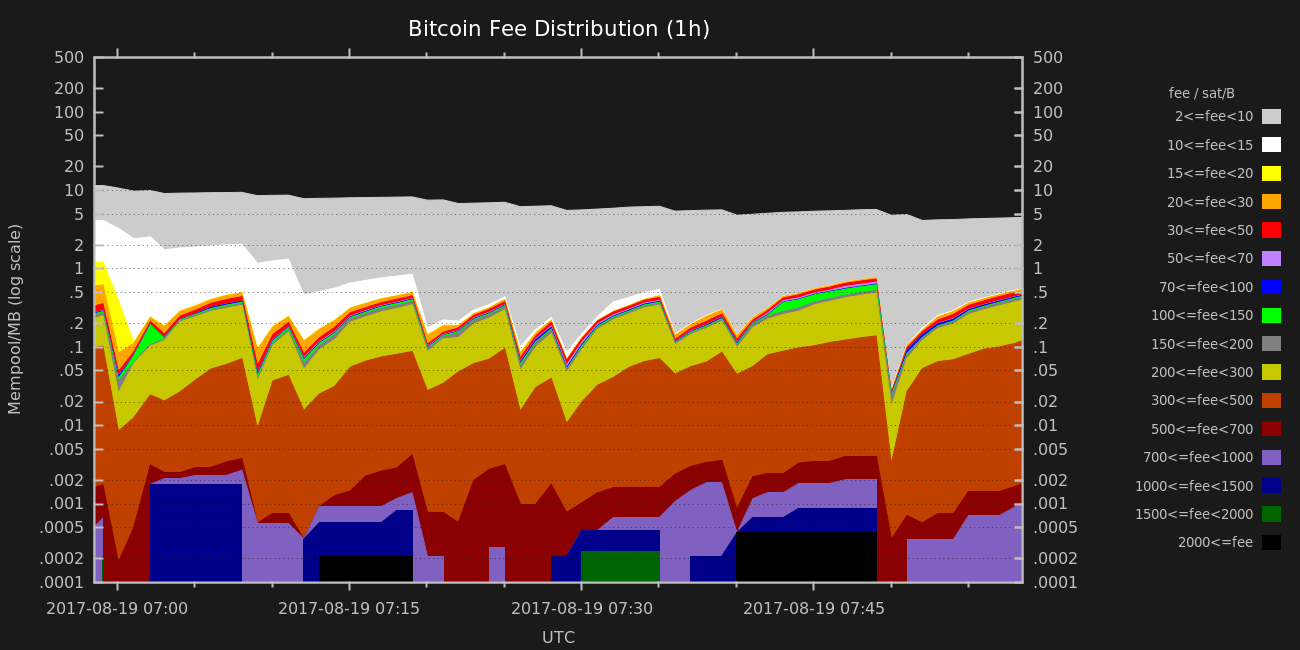 Bitcoin Fee Distribution (1h)
500 500
200 200
100 100
50 50
20 20
10 10
5 5
2 2
1 1
.5 .5
.2 .2
.1 .1
.05 .05
.02 .02
.01 .01
.005 .005
.002 .002
.001 .001
.0005 .0005
.0002 .0002
.0001 .0001
Mempool/MB (log scale)
2017-08-19 07:00 2017-08-19 07:15 2017-08-19 07:30 2017-08-19 07:45
UTC
fee / sat/B
2<=fee<10
10<=fee<15
15<=fee<20
20<=fee<30
30<=fee<50
50<=fee<70
70<=fee<100
100<=fee<150
150<=fee<200
200<=fee<300
300<=fee<500
500<=fee<700
700<=fee<1000
1000<=fee<1500
1500<=fee<2000
2000<=fee